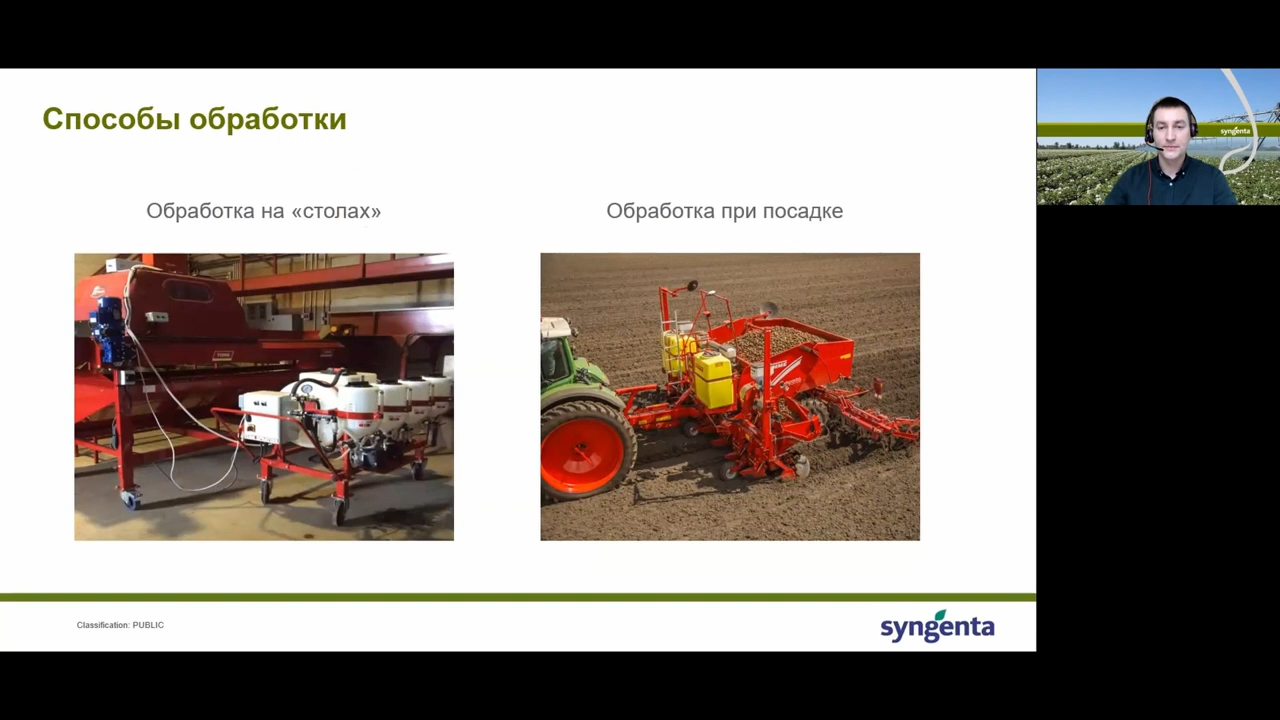 Способы обработки
Обработка на «столах»
Обработка при посадке
Classification: PUBLIC
syngenta
syngenta